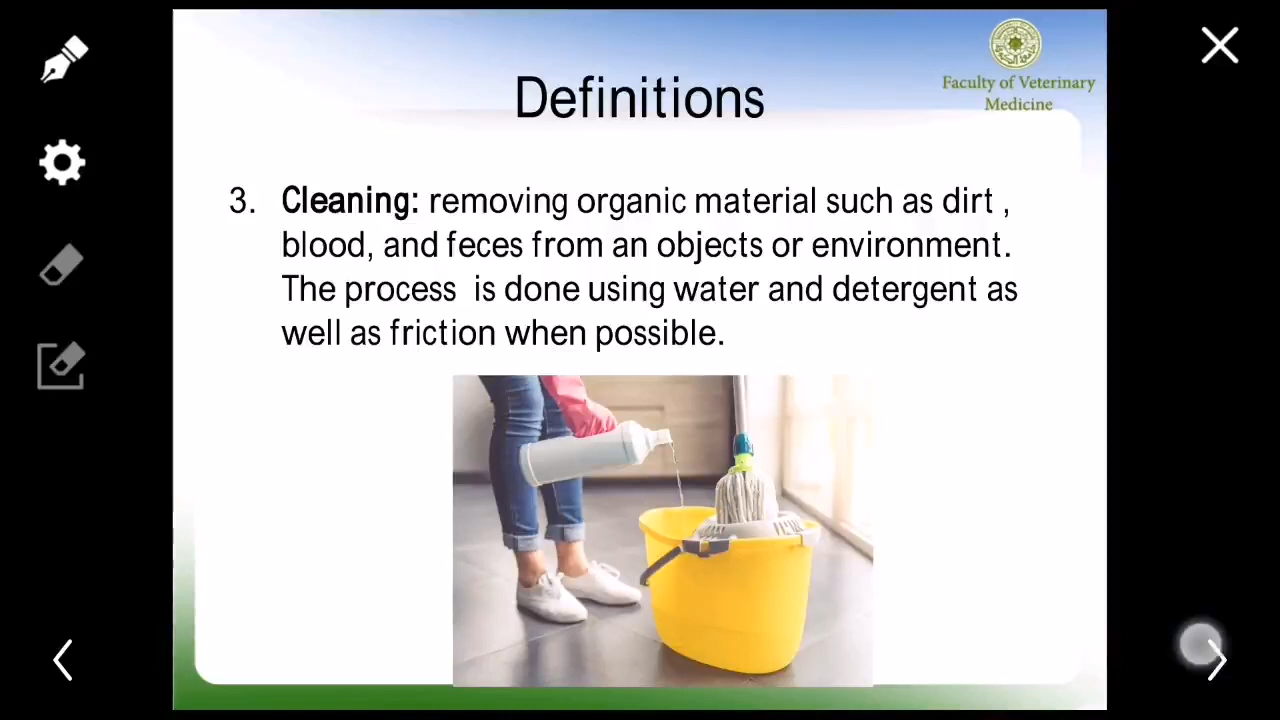 Faculty of Veterinary
Medicine
Definitions
3. Cleaning: removing organic material such as dirt ,
blood, and feces from an objects or environment.
The process  is done using water and detergent as
well as friction when possible.